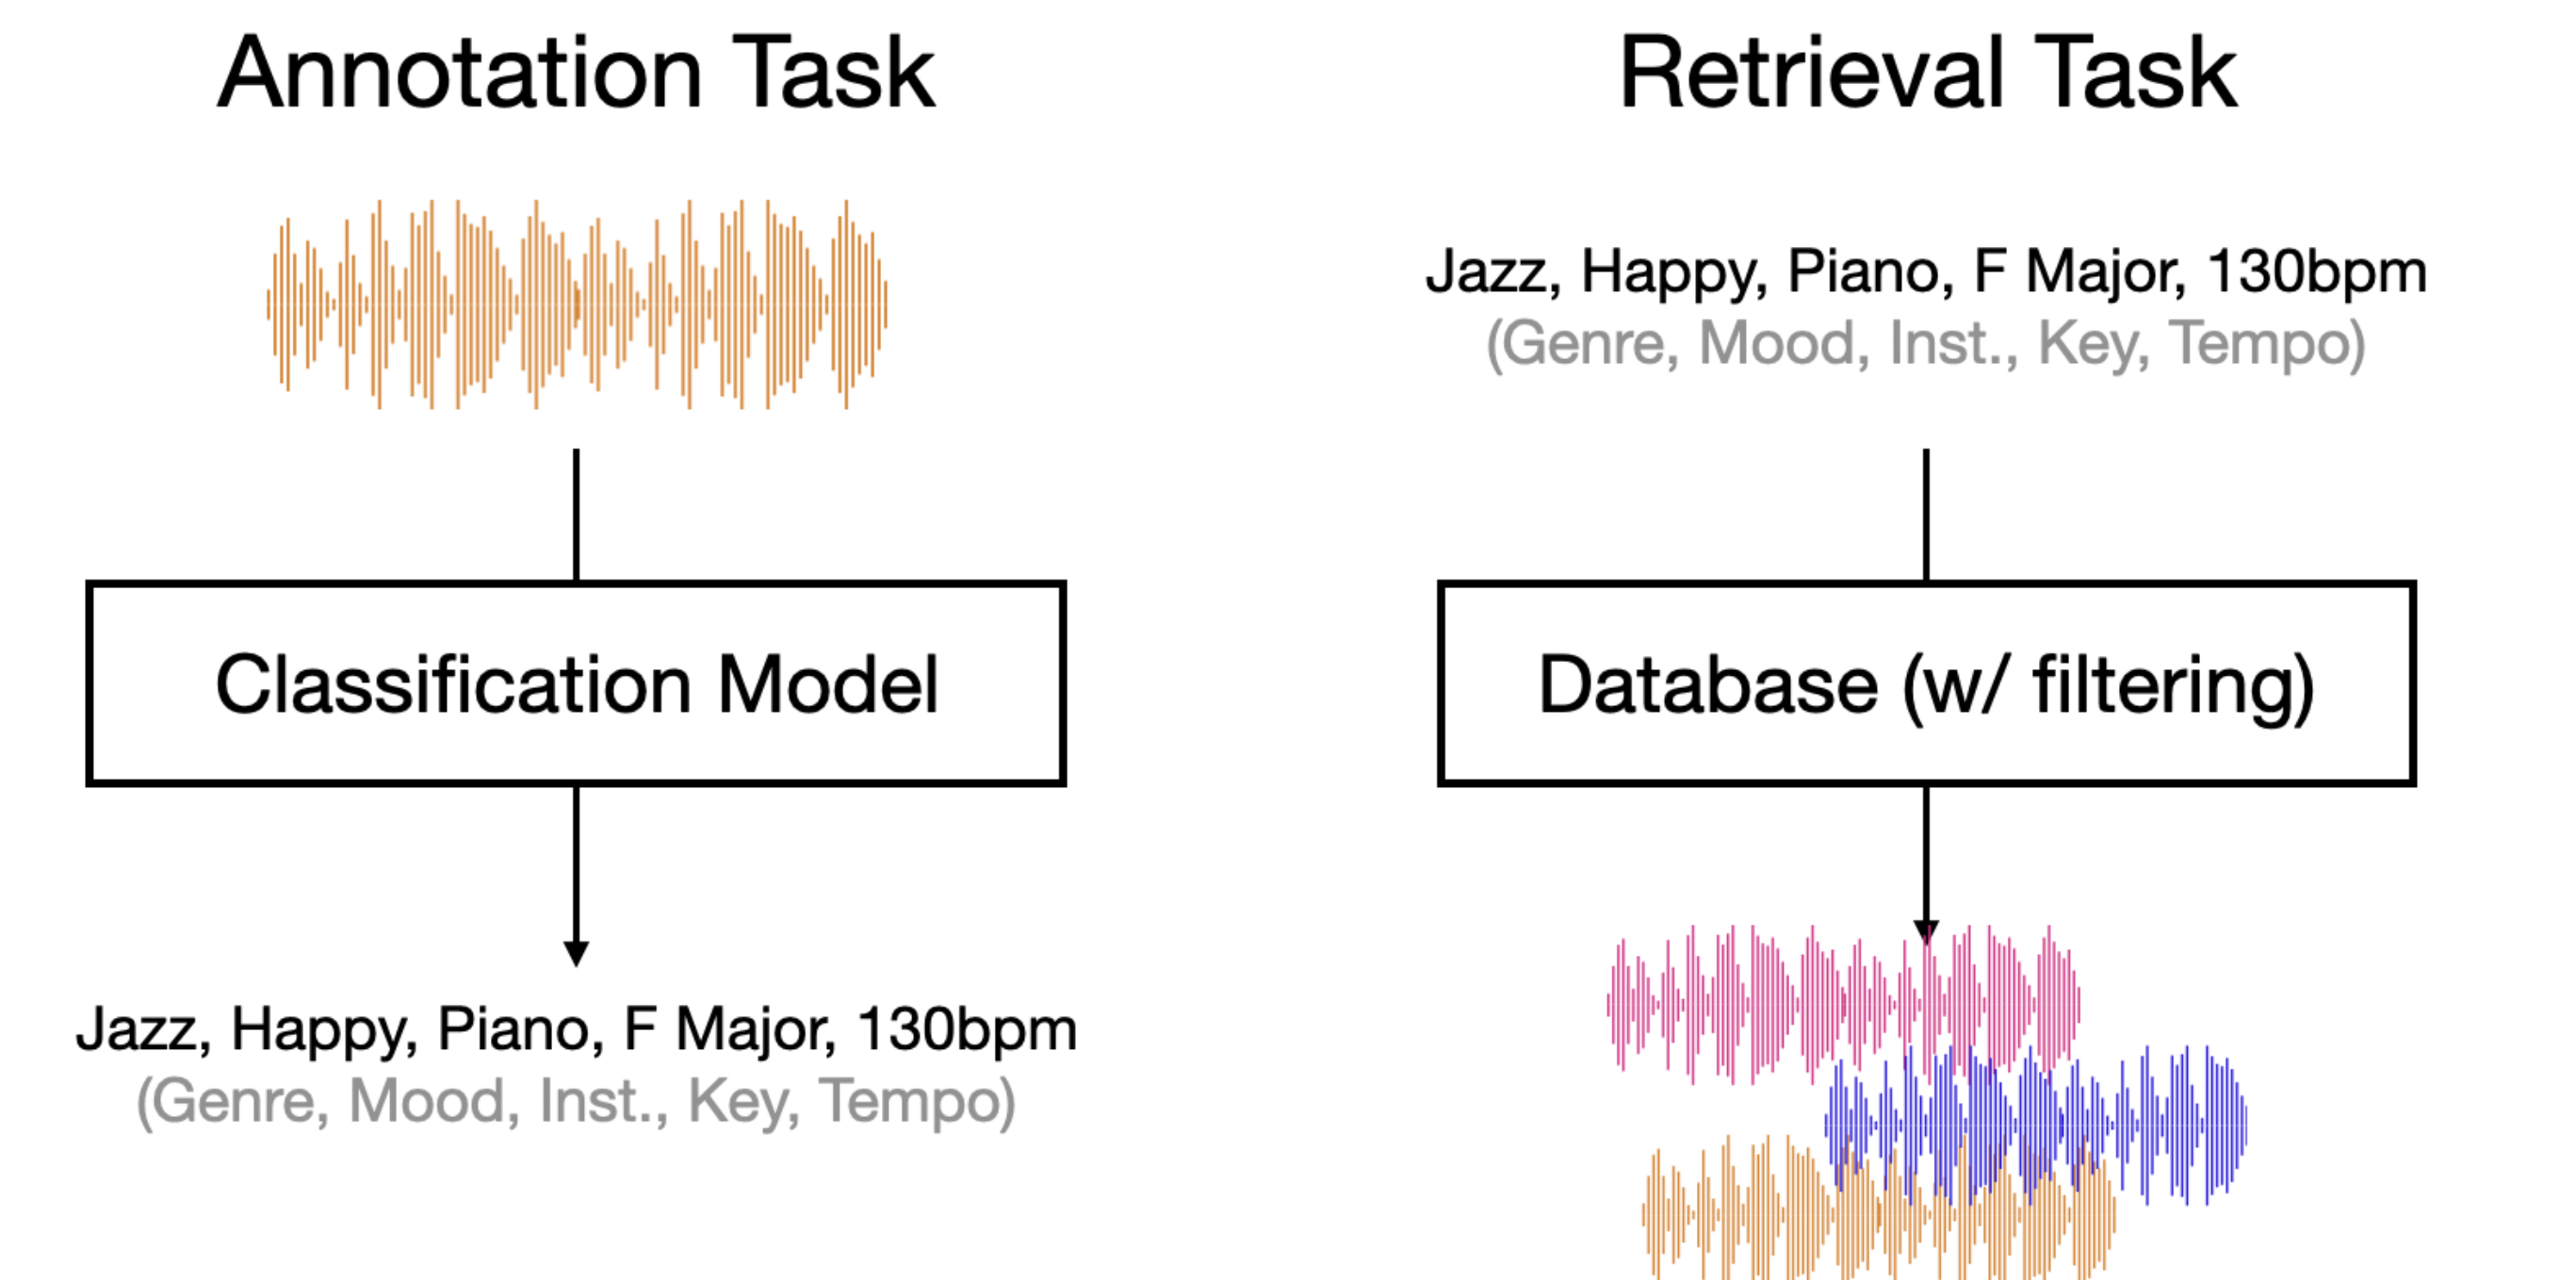 Annotation Task
Classification Model
Jazz, Happy, Piano, F Major, 130bpm
(Genre, Mood, Inst., Key, Tempo)
Retrieval Task
Jazz, Happy, Piano, F Major, 130bpm
(Genre, Mood, Inst., Key, Tempo)
Database (w/ filtering)